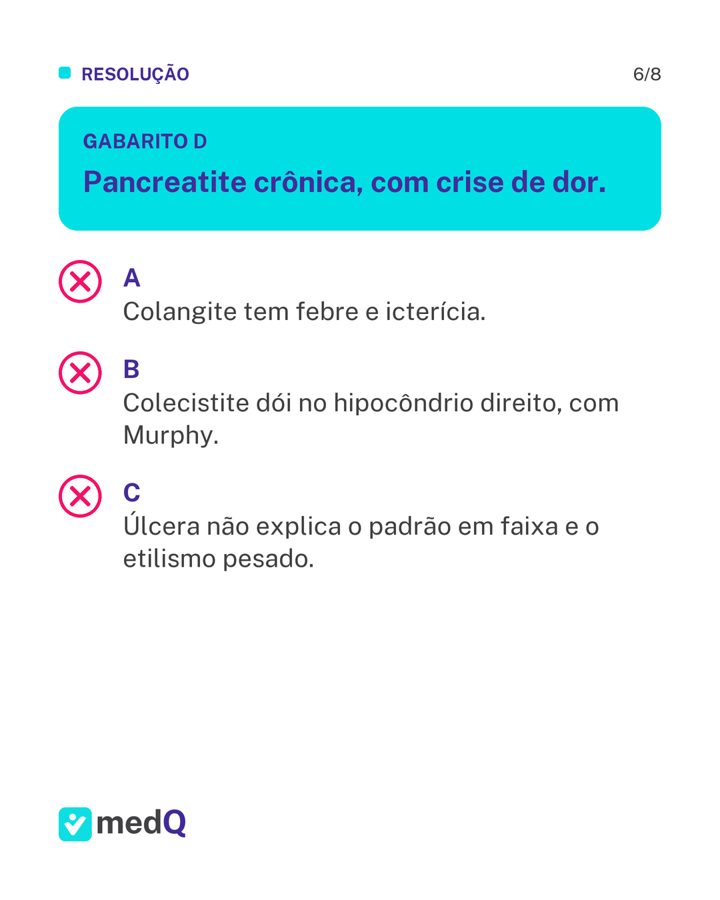 RESOLUÇÃO
6/8
GABARITO D
Pancreatite crônica, com crise de dor.
A
Colangite tem febre e icterícia.
B
Colecistite dói no hipocôndrio direito, com
Murphy.
C
Úlcera não explica o padrão em faixa e o
etilismo pesado.
medQ